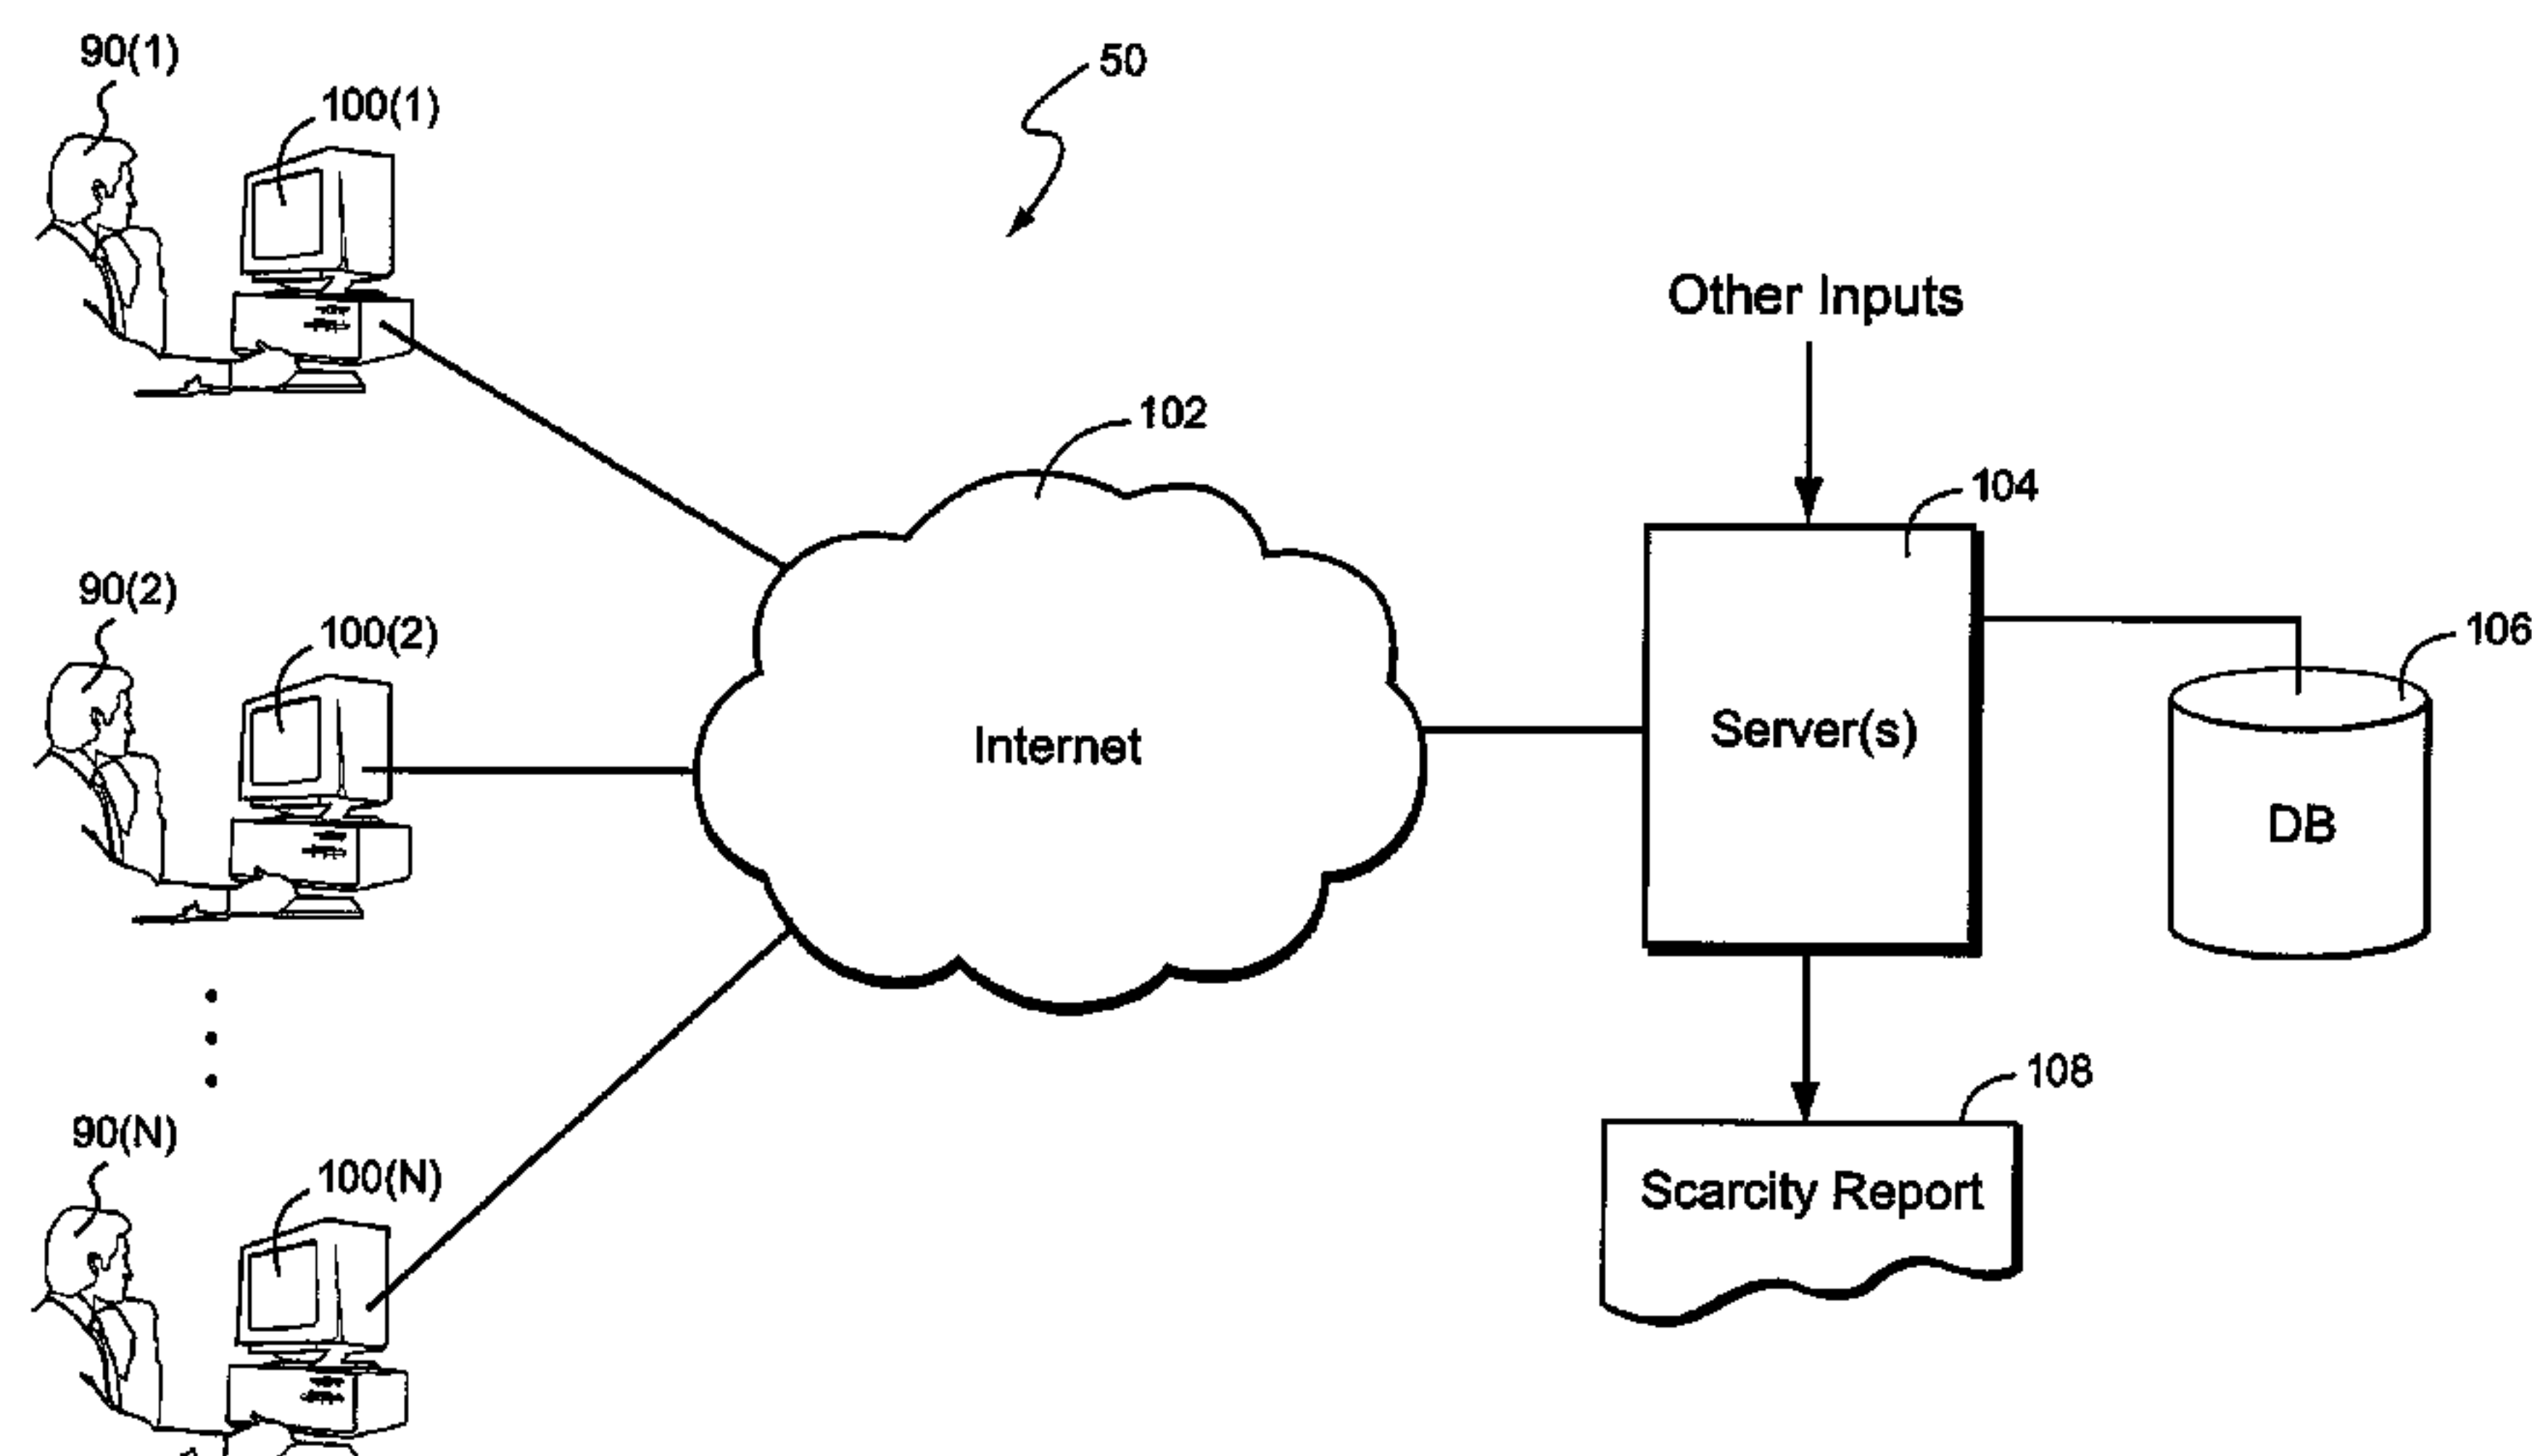 90(1)
100(1)
50
Other Inputs
102
104
90(2)
100(2)
106
Internet
Server(s)
DB
108
90(N)
100(N)
Scarcity Report